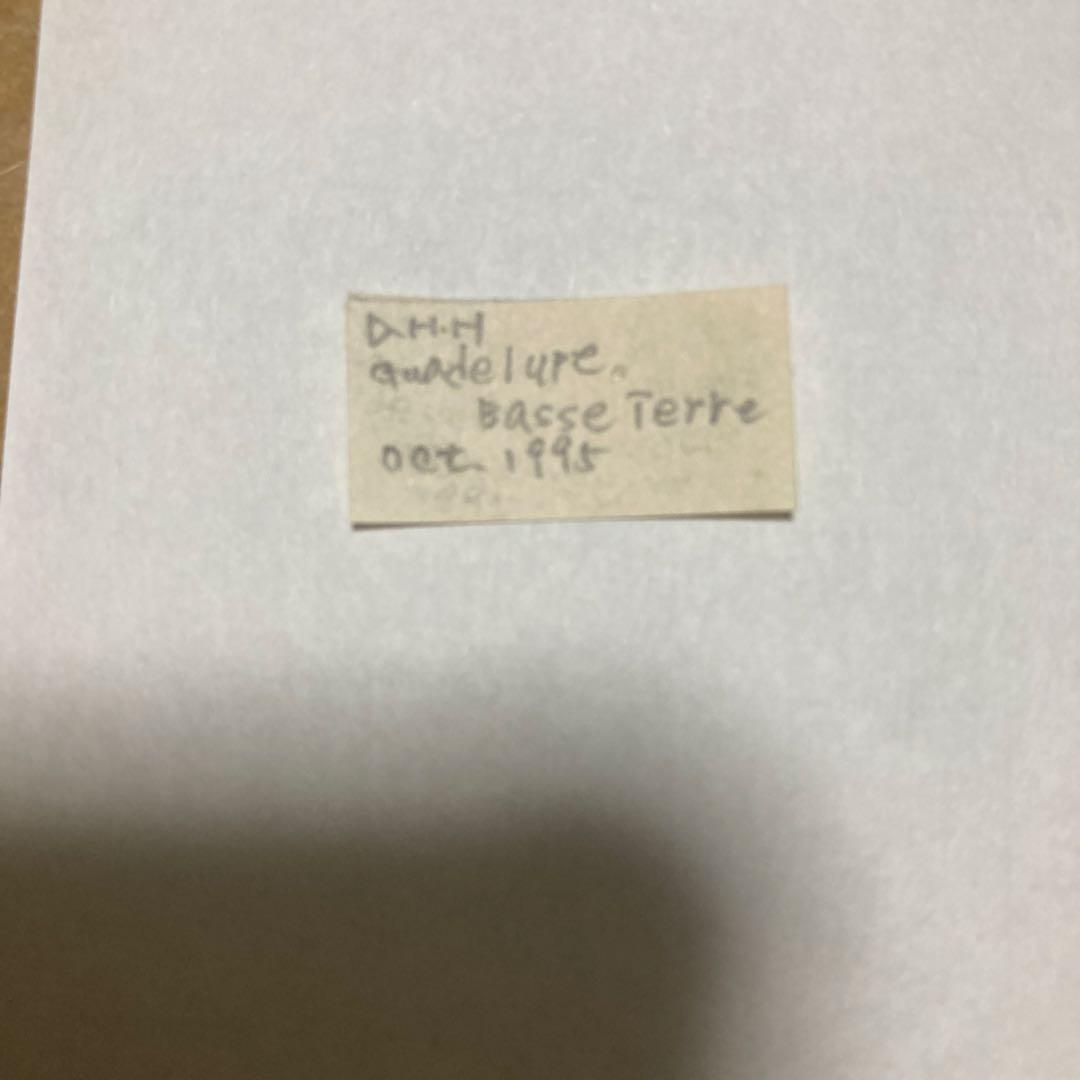 D.H.H
Guadelupe.
Basse Terre
oct. 1995